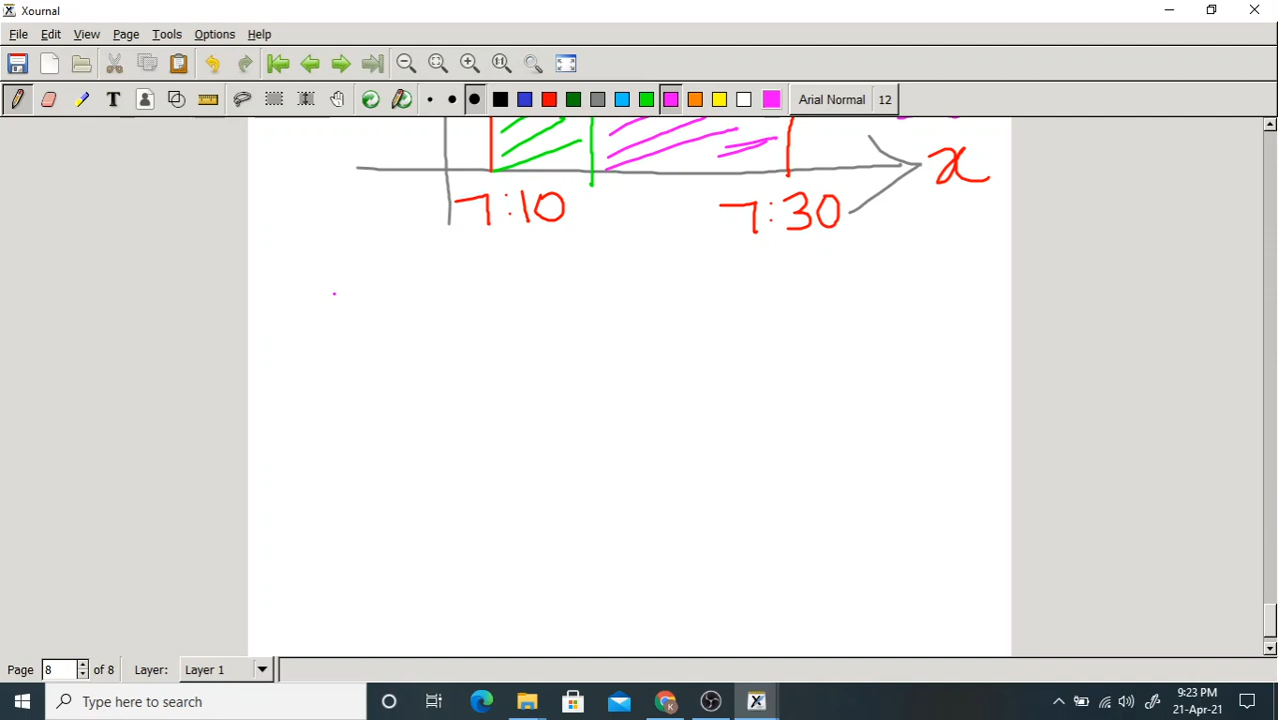 Xournal
File Edit View Page Tools Options Help
T Arial Normal 12
x
7:10 7:30
Page 8 of 8 Layer: Layer 1
Type here to search
9:23 PM
21-Apr-21